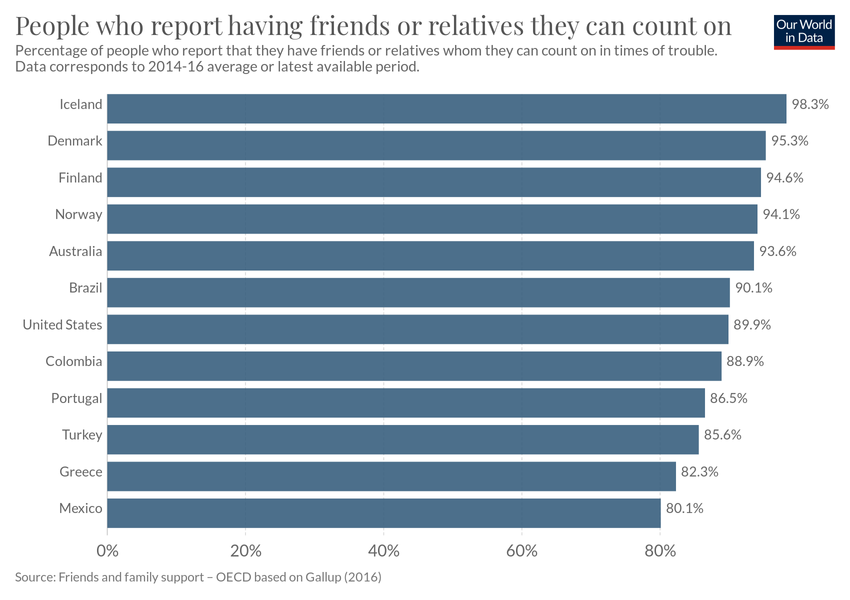 People who report having friends or relatives they can count on
Our World
in Data
Percentage of people who report that they have friends or relatives whom they can count on in times of trouble.
Data corresponds to 2014-16 average or latest available period.
Iceland 98.3%
Denmark 95.3%
Finland 94.6%
Norway 94.1%
Australia 93.6%
Brazil 90.1%
United States 89.9%
Colombia 88.9%
Portugal 86.5%
Turkey 85.6%
Greece 82.3%
Mexico 80.1%
0% 20% 40% 60% 80%
Source: Friends and family support – OECD based on Gallup (2016)